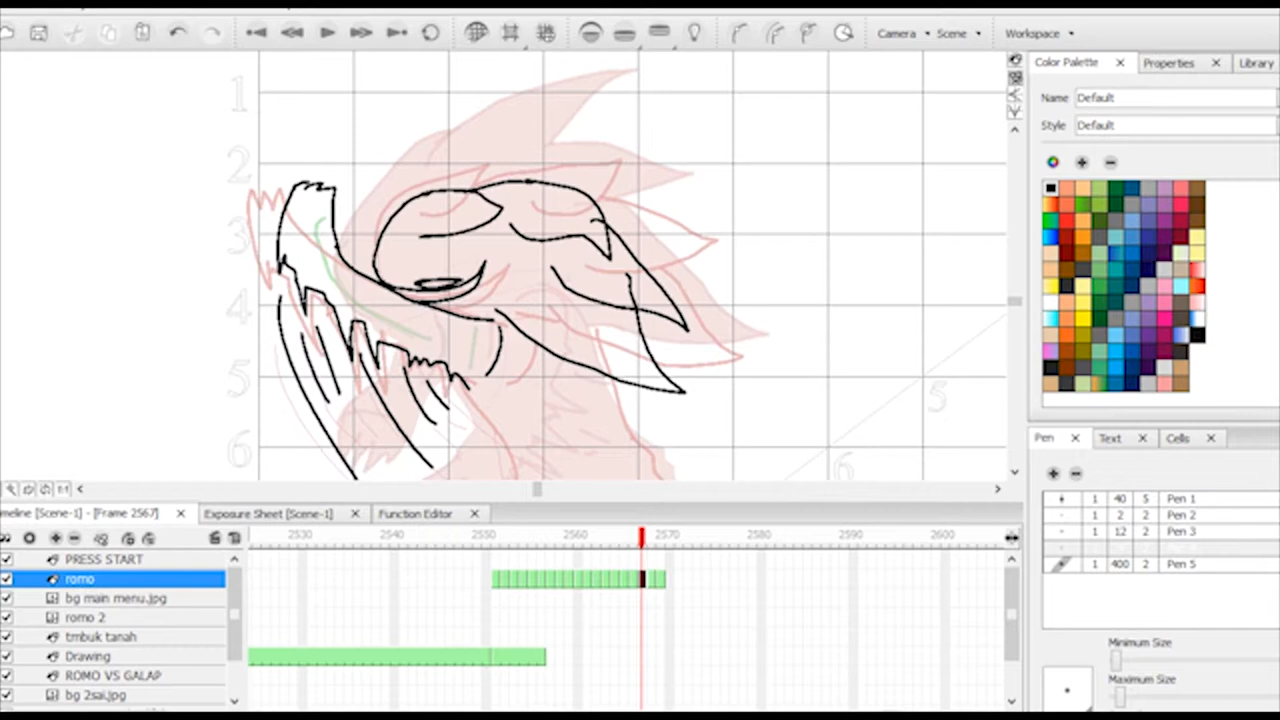 Camera Scene Workspace
Color Palette Properties Library
Name Default
Style Default
1
2
3
4
5
6
5
6
Pen Text Cells
1 40 5 Pen 1
1 2 2 Pen 2
1 12 2 Pen 3
1 400 2 Pen 5
Minimum Size
Maximum Size
1:1
meline [Scene-1] - [Frame 2567] Exposure Sheet [Scene-1] Function Editor
2530 2540 2550 2560 2570 2580 2590 2600
PRESS START
romo
bg main menu.jpg
romo 2
tmbuk tanah
Drawing
ROMO VS GALAP
bg 2sai.jpg